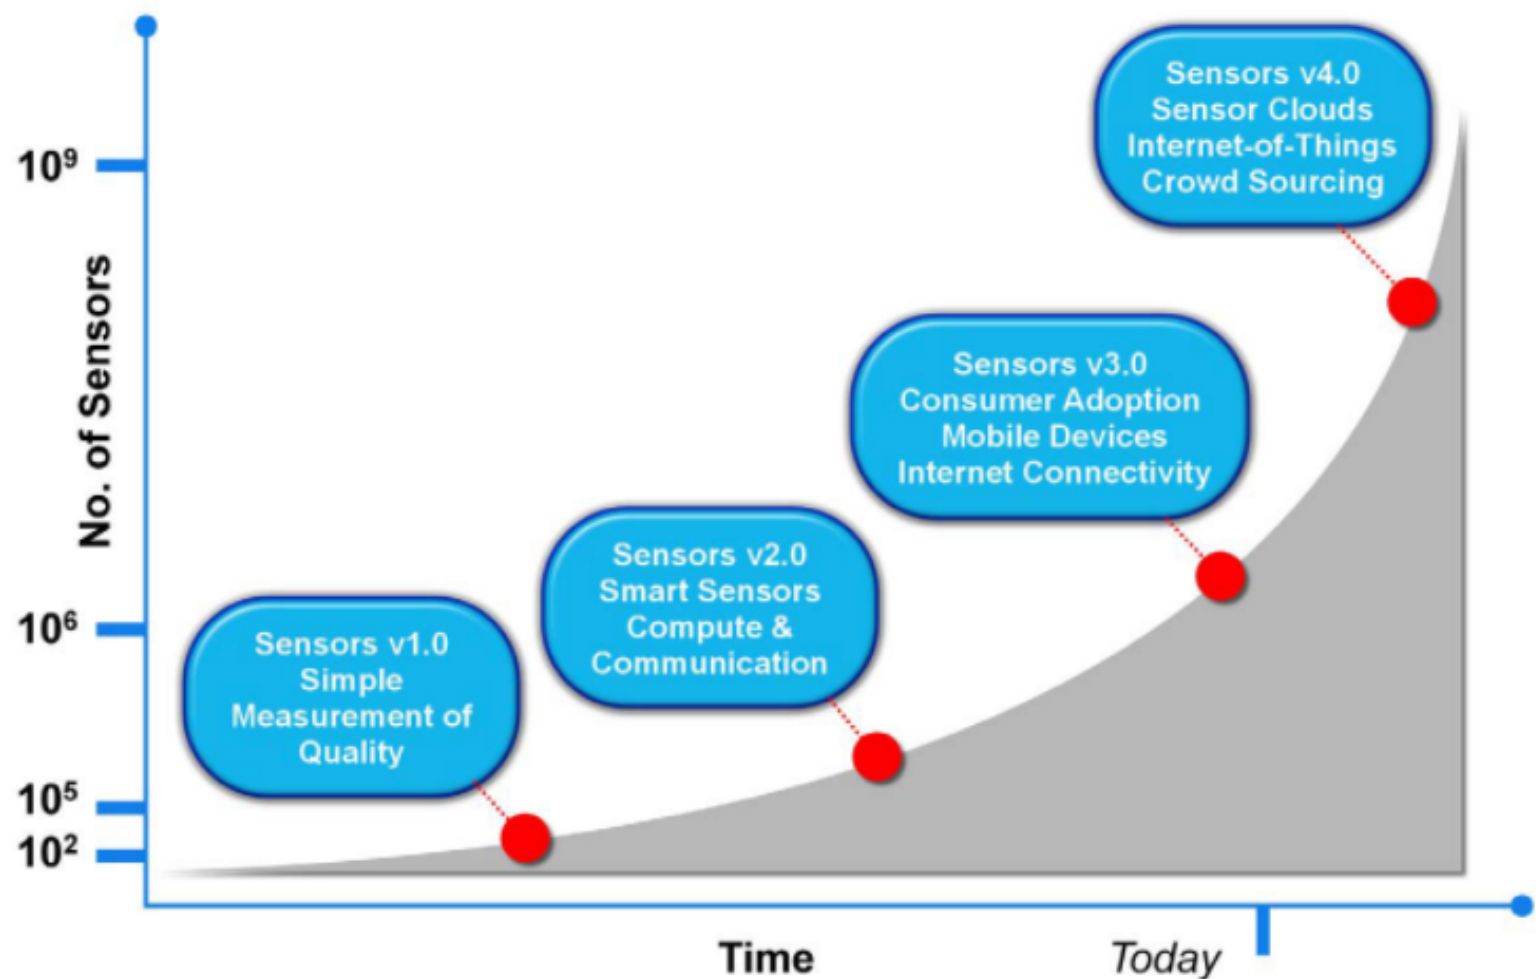 Sensors v4.0
Sensor Clouds
Internet-of-Things
Crowd Sourcing
10⁹
No. of Sensors
Sensors v3.0
Consumer Adoption
Mobile Devices
Internet Connectivity
Sensors v2.0
Smart Sensors
Compute &
Communication
10⁶
Sensors v1.0
Simple
Measurement of
Quality
10⁵
10²
Time
Today